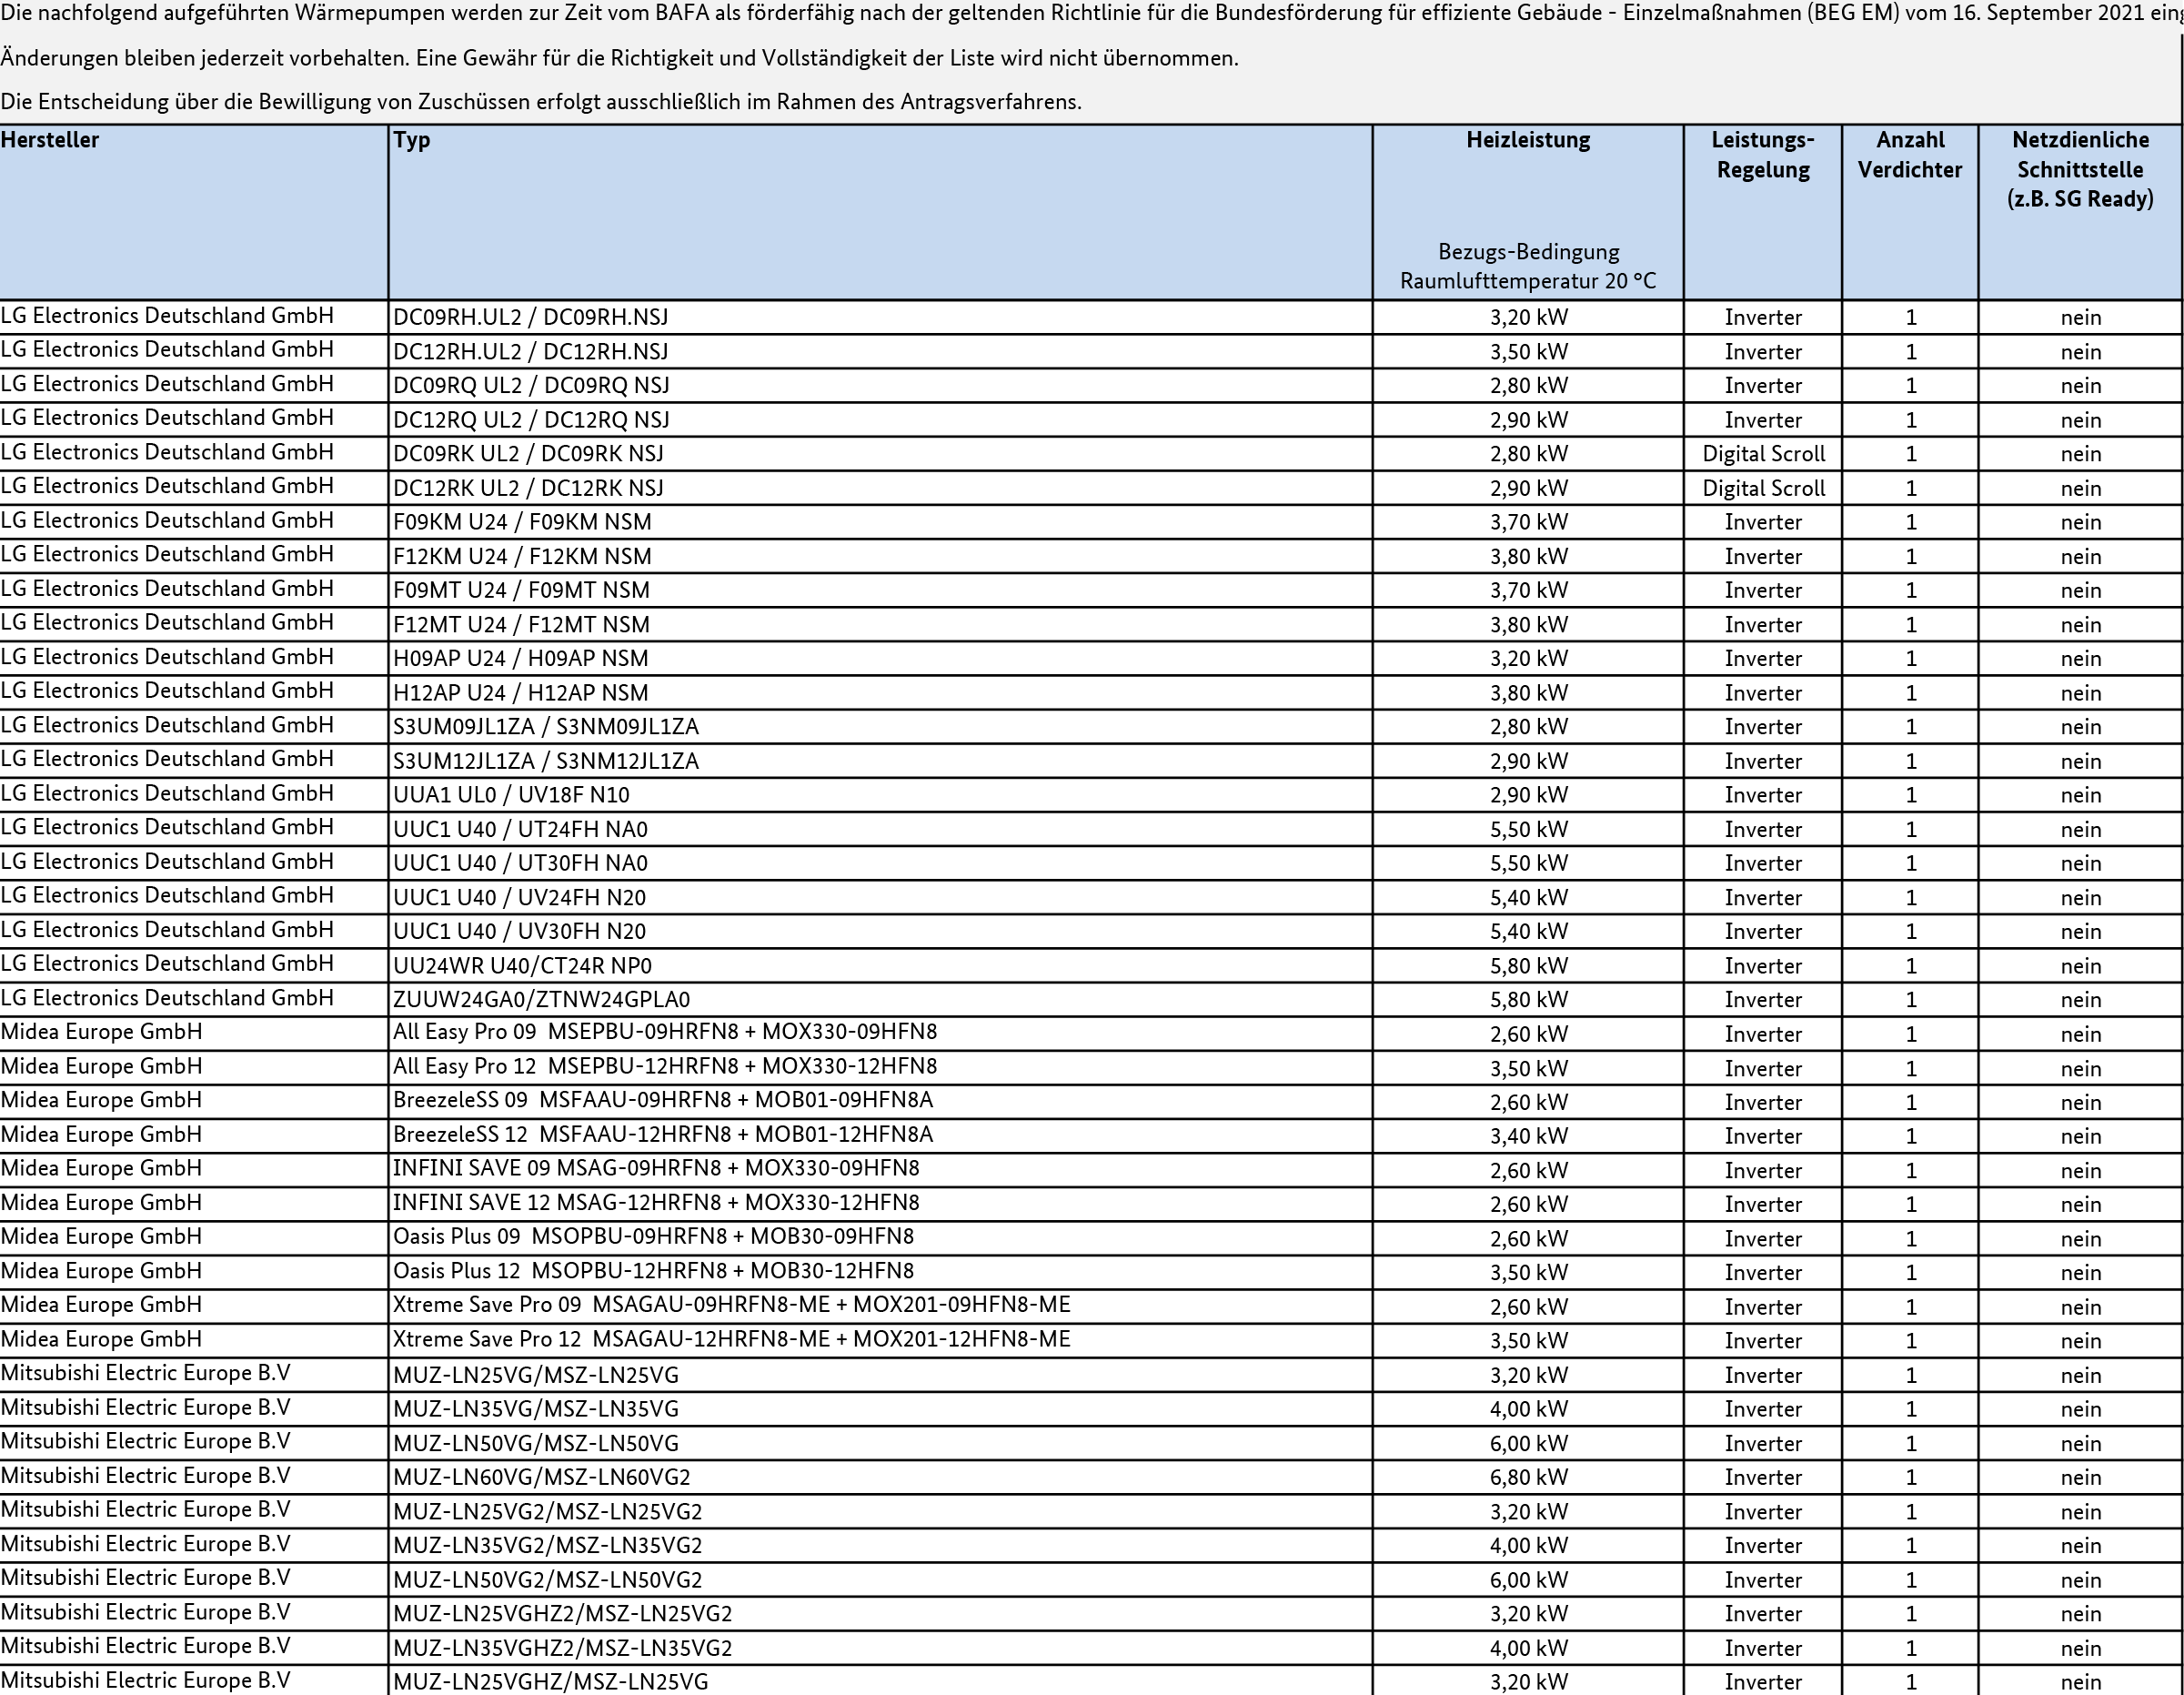 Die nachfolgend aufgeführten Wärmepumpen werden zur Zeit vom BAFA als förderfähig nach der geltenden Richtlinie für die Bundesförderung für effiziente Gebäude - Einzelmaßnahmen (BEG EM) vom 16. September 2021
Änderungen bleiben jederzeit vorbehalten. Eine Gewähr für die Richtigkeit und Vollständigkeit der Liste wird nicht übernommen.
Die Entscheidung über die Bewilligung von Zuschüssen erfolgt ausschließlich im Rahmen des Antragsverfahrens.
Hersteller Typ Heizleistung Leistungs- Anzahl Netzdienliche
Regelung Verdichter Schnittstelle
(z.B. SG Ready)
Bezugs-Bedingung
Raumlufttemperatur 20 °C
LG Electronics Deutschland GmbH DC09RH.UL2 / DC09RH.NSJ 3,20 kW Inverter 1 nein
LG Electronics Deutschland GmbH DC12RH.UL2 / DC12RH.NSJ 3,50 kW Inverter 1 nein
LG Electronics Deutschland GmbH DC09RQ UL2 / DC09RQ NSJ 2,80 kW Inverter 1 nein
LG Electronics Deutschland GmbH DC12RQ UL2 / DC12RQ NSJ 2,90 kW Inverter 1 nein
LG Electronics Deutschland GmbH DC09RK UL2 / DC09RK NSJ 2,80 kW Digital Scroll 1 nein
LG Electronics Deutschland GmbH DC12RK UL2 / DC12RK NSJ 2,90 kW Digital Scroll 1 nein
LG Electronics Deutschland GmbH F09KM U24 / F09KM NSM 3,70 kW Inverter 1 nein
LG Electronics Deutschland GmbH F12KM U24 / F12KM NSM 3,80 kW Inverter 1 nein
LG Electronics Deutschland GmbH F09MT U24 / F09MT NSM 3,70 kW Inverter 1 nein
LG Electronics Deutschland GmbH F12MT U24 / F12MT NSM 3,80 kW Inverter 1 nein
LG Electronics Deutschland GmbH H09AP U24 / H09AP NSM 3,20 kW Inverter 1 nein
LG Electronics Deutschland GmbH H12AP U24 / H12AP NSM 3,80 kW Inverter 1 nein
LG Electronics Deutschland GmbH S3UM09JL1ZA / S3NM09JL1ZA 2,80 kW Inverter 1 nein
LG Electronics Deutschland GmbH S3UM12JL1ZA / S3NM12JL1ZA 2,90 kW Inverter 1 nein
LG Electronics Deutschland GmbH UUA1 UL0 / UV18F N10 2,90 kW Inverter 1 nein
LG Electronics Deutschland GmbH UUC1 U40 / UT24FH NA0 5,50 kW Inverter 1 nein
LG Electronics Deutschland GmbH UUC1 U40 / UT30FH NA0 5,50 kW Inverter 1 nein
LG Electronics Deutschland GmbH UUC1 U40 / UV24FH N20 5,40 kW Inverter 1 nein
LG Electronics Deutschland GmbH UUC1 U40 / UV30FH N20 5,40 kW Inverter 1 nein
LG Electronics Deutschland GmbH UU24WR U40/CT24R NP0 5,80 kW Inverter 1 nein
LG Electronics Deutschland GmbH ZUUW24GA0/ZTNW24GPLA0 5,80 kW Inverter 1 nein
Midea Europe GmbH All Easy Pro 09 MSEPBU-09HRFN8 + MOX330-09HFN8 2,60 kW Inverter 1 nein
Midea Europe GmbH All Easy Pro 12 MSEPBU-12HRFN8 + MOX330-12HFN8 3,50 kW Inverter 1 nein
Midea Europe GmbH BreezeleSS 09 MSFAAU-09HRFN8 + MOB01-09HFN8A 2,60 kW Inverter 1 nein
Midea Europe GmbH BreezeleSS 12 MSFAAU-12HRFN8 + MOB01-12HFN8A 3,40 kW Inverter 1 nein
Midea Europe GmbH INFINI SAVE 09 MSAG-09HRFN8 + MOX330-09HFN8 2,60 kW Inverter 1 nein
Midea Europe GmbH INFINI SAVE 12 MSAG-12HRFN8 + MOX330-12HFN8 2,60 kW Inverter 1 nein
Midea Europe GmbH Oasis Plus 09 MSOPBU-09HRFN8 + MOB30-09HFN8 2,60 kW Inverter 1 nein
Midea Europe GmbH Oasis Plus 12 MSOPBU-12HRFN8 + MOB30-12HFN8 3,50 kW Inverter 1 nein
Midea Europe GmbH Xtreme Save Pro 09 MSAGAU-09HRFN8-ME + MOX201-09HFN8-ME 2,60 kW Inverter 1 nein
Midea Europe GmbH Xtreme Save Pro 12 MSAGAU-12HRFN8-ME + MOX201-12HFN8-ME 3,50 kW Inverter 1 nein
Mitsubishi Electric Europe B.V MUZ-LN25VG/MSZ-LN25VG 3,20 kW Inverter 1 nein
Mitsubishi Electric Europe B.V MUZ-LN35VG/MSZ-LN35VG 4,00 kW Inverter 1 nein
Mitsubishi Electric Europe B.V MUZ-LN50VG/MSZ-LN50VG 6,00 kW Inverter 1 nein
Mitsubishi Electric Europe B.V MUZ-LN60VG/MSZ-LN60VG2 6,80 kW Inverter 1 nein
Mitsubishi Electric Europe B.V MUZ-LN25VG2/MSZ-LN25VG2 3,20 kW Inverter 1 nein
Mitsubishi Electric Europe B.V MUZ-LN35VG2/MSZ-LN35VG2 4,00 kW Inverter 1 nein
Mitsubishi Electric Europe B.V MUZ-LN50VG2/MSZ-LN50VG2 6,00 kW Inverter 1 nein
Mitsubishi Electric Europe B.V MUZ-LN25VGHZ2/MSZ-LN25VG2 3,20 kW Inverter 1 nein
Mitsubishi Electric Europe B.V MUZ-LN35VGHZ2/MSZ-LN35VG2 4,00 kW Inverter 1 nein
Mitsubishi Electric Europe B.V MUZ-LN25VGHZ/MSZ-LN25VG 3,20 kW Inverter 1 nein